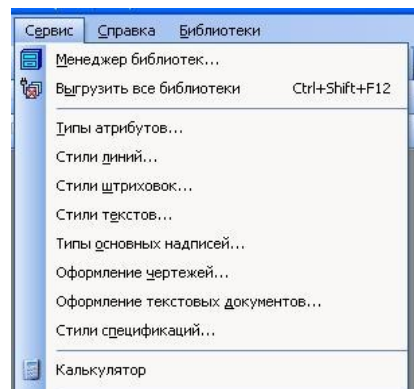 Сервис Справка Библиотеки
Менеджер библиотек...
Выгрузить все библиотеки Ctrl+Shift+F12
Типы атрибутов...
Стили линий...
Стили штриховок...
Стили текстов...
Типы основных надписей...
Оформление чертежей...
Оформление текстовых документов...
Стили спецификаций...
Калькулятор